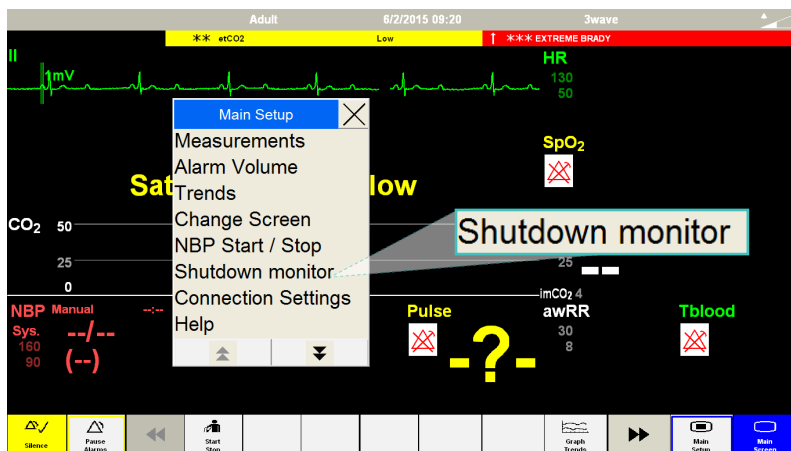 Adult 6/2/2015 09:20 3wave
** etCO2 Low *** EXTREME BRADY
II
1mV
HR
130
50
Main Setup
Measurements
Alarm Volume
Trends
Change Screen
NBP Start / Stop
Shutdown monitor
Connection Settings
Help
SpO2
Sat
low
Shutdown monitor
CO2 50
25
0
25
imCO2 4
NBP Manual --:--
Sys.
160
90
--/--
(--)
Pulse
-?-
awRR
30
8
Tblood
Silence
Pause
Alarms
Start
Stop
Graph
Trends
Main
Setup
Main
Screen